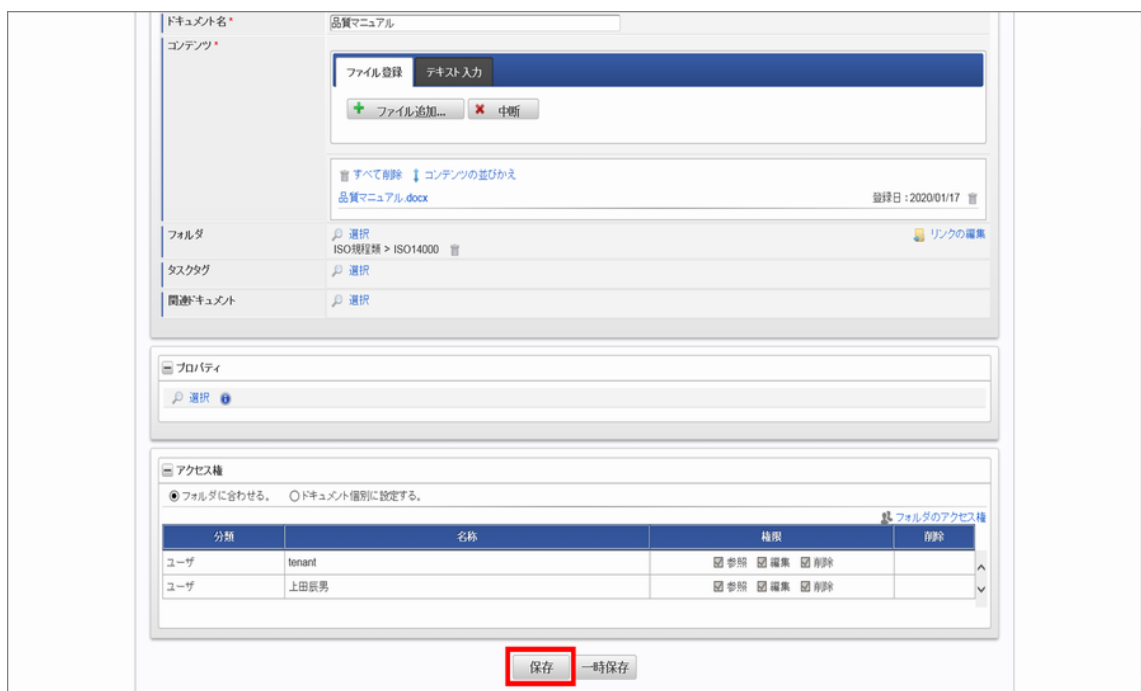 ドキュメント名*
品質マニュアル
コンテンツ*
ファイル登録 テキスト入力
ファイル追加... 中断
すべて削除 コンテンツの並びかえ
品質マニュアル.docx 登録日：2020/01/17
フォルダ 選択 リンクの編集
ISO規程類 > ISO14000
タスクタグ 選択
関連ドキュメント 選択
プロパティ
選択
アクセス権
フォルダに合わせる。 ドキュメント個別に設定する。
フォルダのアクセス権
分類 名称 権限 削除
ユーザ tenant 参照 編集 削除
ユーザ 上田辰男 参照 編集 削除
保存 一時保存